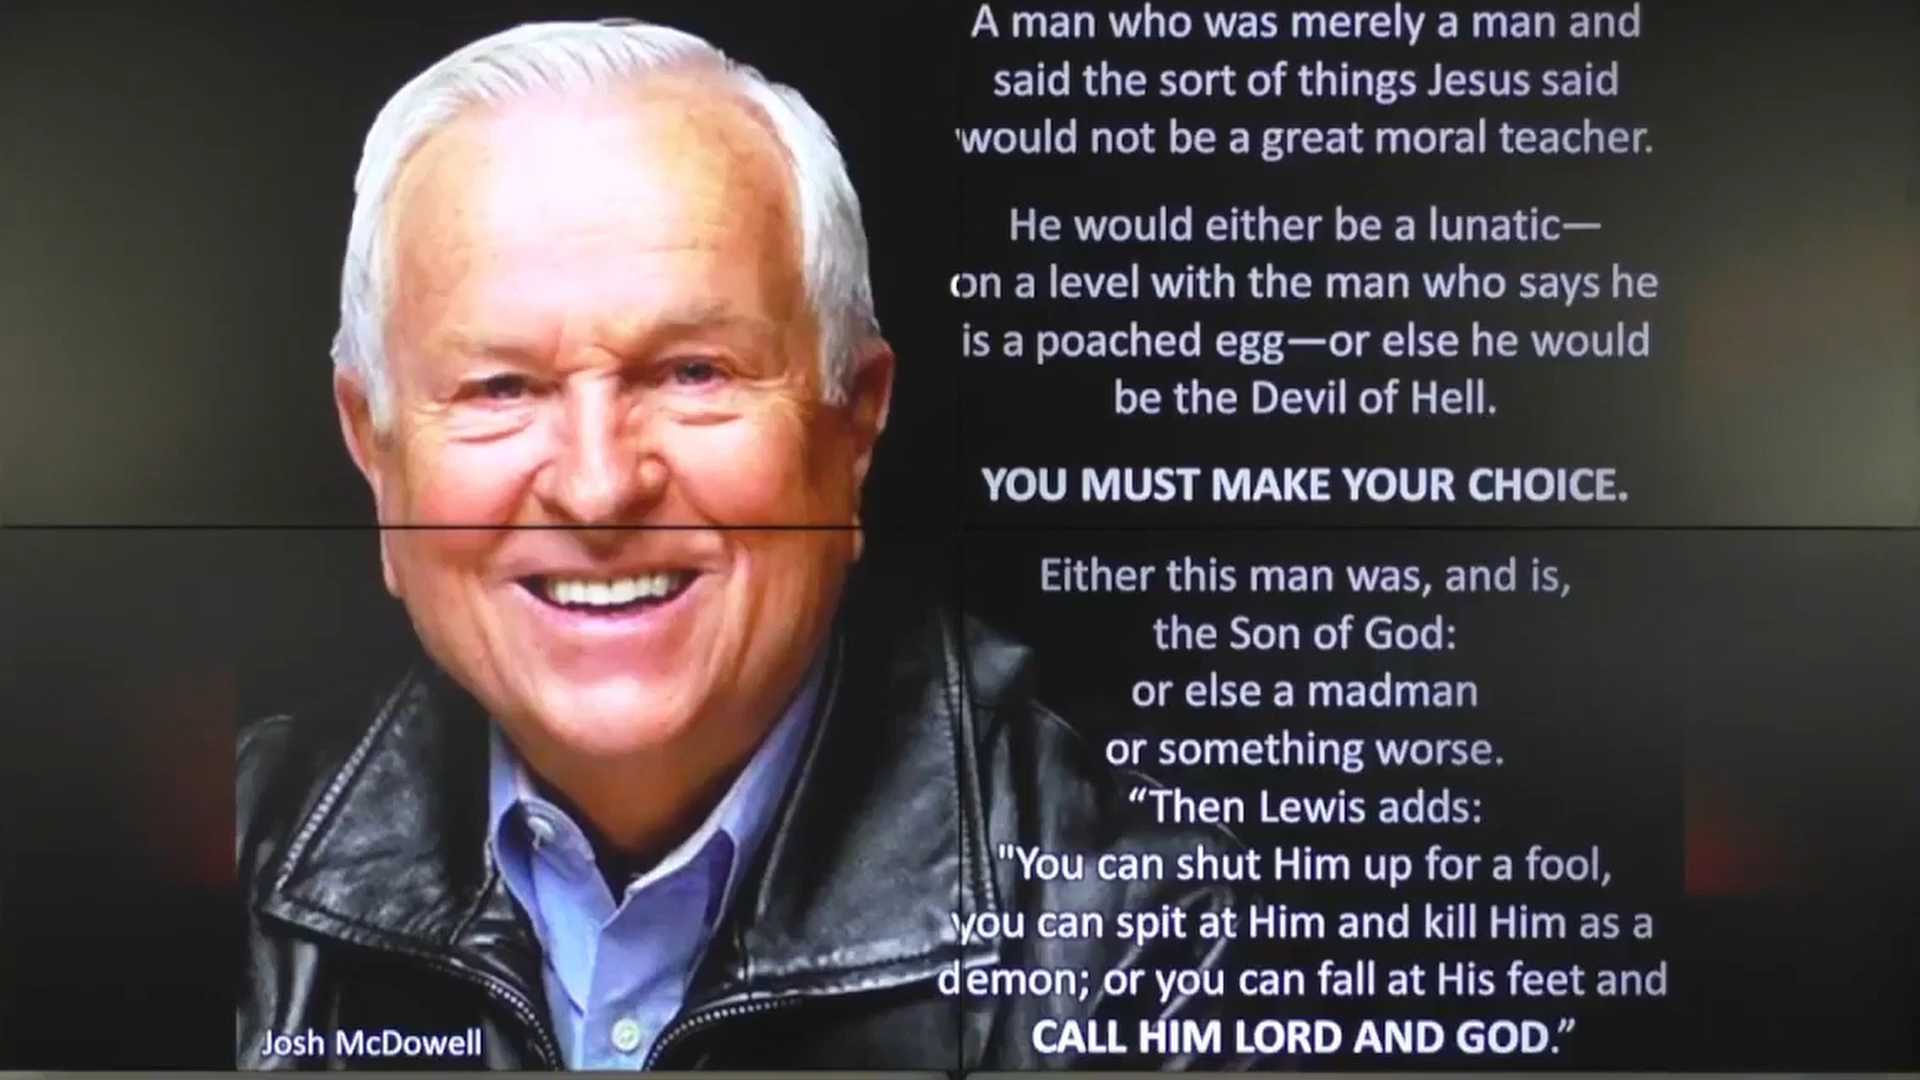 A man who was merely a man and
said the sort of things Jesus said
would not be a great moral teacher.
He would either be a lunatic—
on a level with the man who says he
is a poached egg—or else he would
be the Devil of Hell.
YOU MUST MAKE YOUR CHOICE.
Either this man was, and is,
the Son of God:
or else a madman
or something worse.
“Then Lewis adds:
"You can shut Him up for a fool,
you can spit at Him and kill Him as a
demon; or you can fall at His feet and
CALL HIM LORD AND GOD.”
Josh McDowell